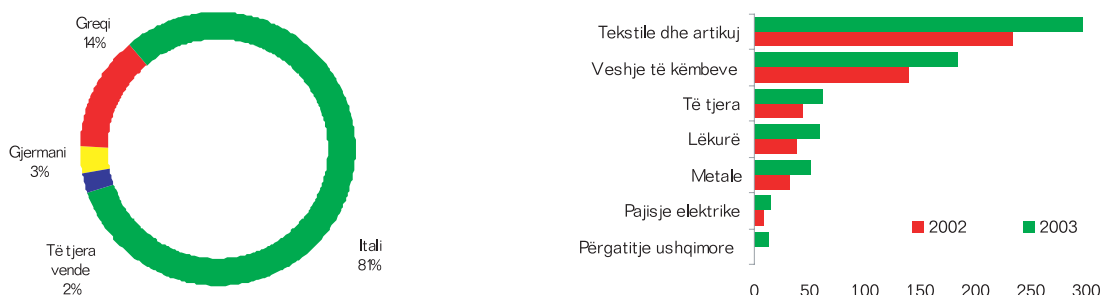 Greqi
14%
Gjermani
3%
Të tjera
vende
2%
Itali
81%
Tekstile dhe artikuj
Veshje të këmbeve
Të tjera
Lëkurë
Metale
Pajisje elektrike
Përgatitje ushqimore
2002 2003
0 50 100 150 200 250 300